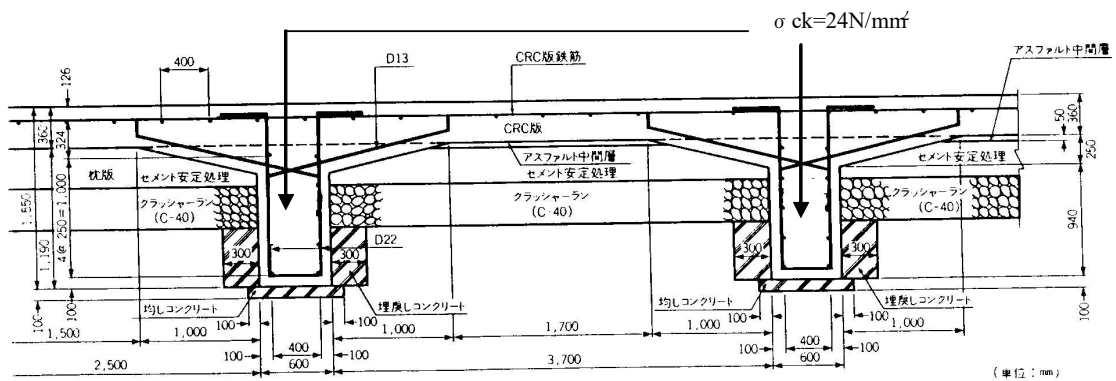 σ ck=24N/mm²
D13
CRC版鉄筋
アスファルト中間層
400
126
CRC版
50
360
250
360
324
アスファルト中間層
セメント安定処理
セメント安定処理
セメント安定処理
枕版
クラッシャーラン
(C-40)
クラッシャーラン
(C-40)
クラッシャーラン
(C-40)
1,550
1,190
4@250=1,000
940
300
300
300
300
D22
均しコンクリート
埋戻しコンクリート
均しコンクリート
埋戻しコンクリート
100
100
100
100
100
100
100
1,500
1,000
1,000
1,700
1,000
1,000
100
400
100
100
400
100
2,500
600
3,700
600
(単位:mm)